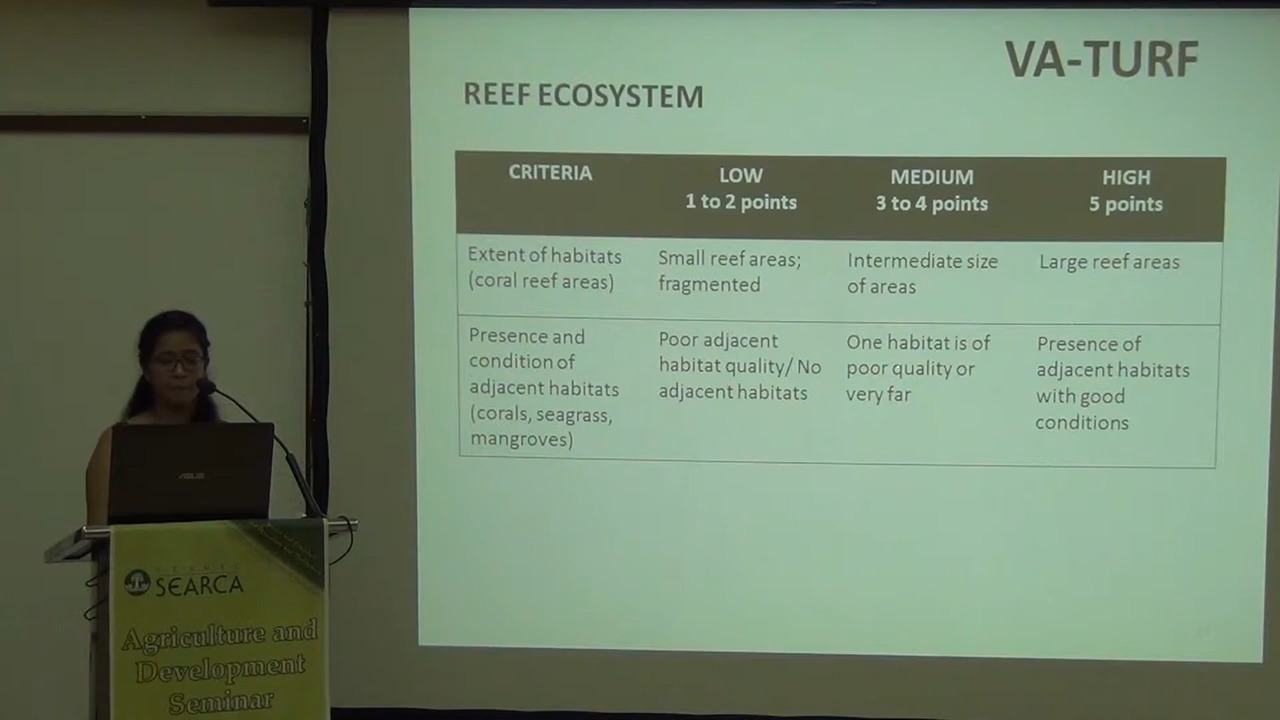 VA-TURF
REEF ECOSYSTEM
CRITERIA
LOW
1 to 2 points
MEDIUM
3 to 4 points
HIGH
5 points
Extent of habitats
(coral reef areas)
Small reef areas;
fragmented
Intermediate size
of areas
Large reef areas
Presence and
condition of
adjacent habitats
(corals, seagrass,
mangroves)
Poor adjacent
habitat quality/ No
adjacent habitats
One habitat is of
poor quality or
very far
Presence of
adjacent habitats
with good
conditions
ASUS
SEARCA
Agriculture and
Development
Seminar